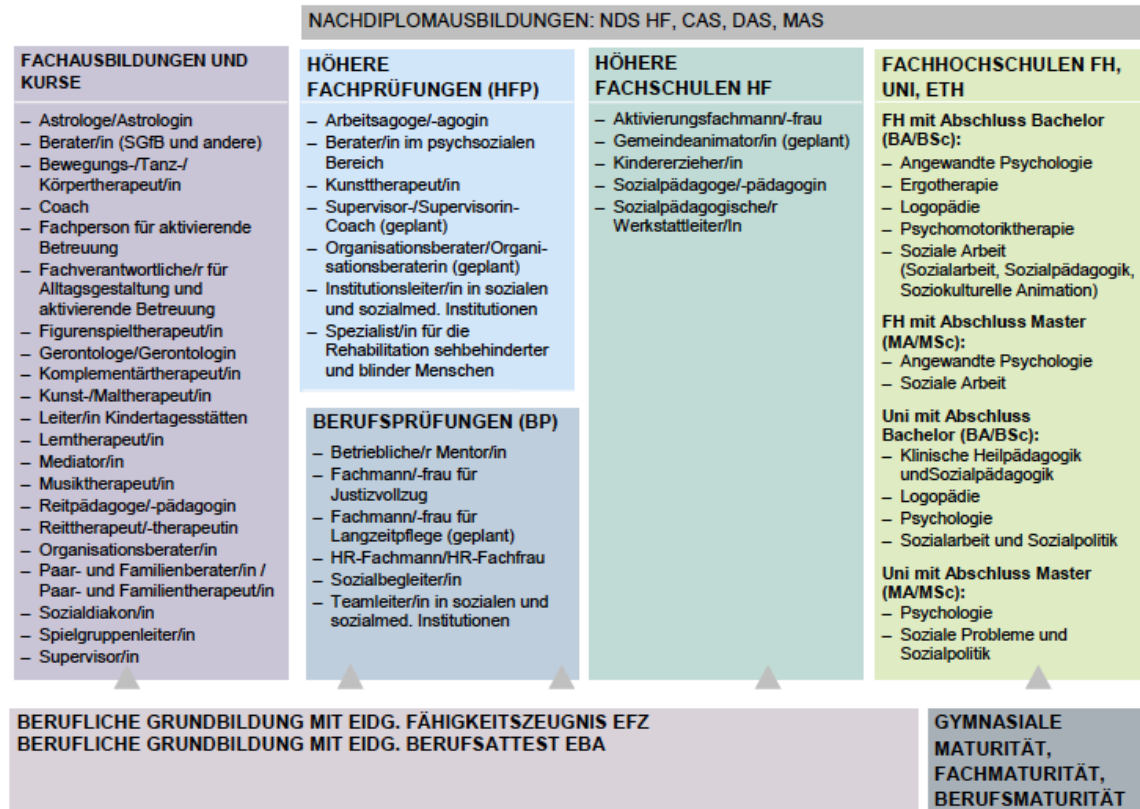 NACHDIPLOMAUSBILDUNGEN: NDS HF, CAS, DAS, MAS
FACHAUSBILDUNGEN UND
KURSE
– Astrologe/Astrologin
– Berater/in (SGfB und andere)
– Bewegungs-/Tanz-/
Körpertherapeut/in
– Coach
– Fachperson für aktivierende
Betreuung
– Fachverantwortliche/r für
Alltagsgestaltung und
aktivierende Betreuung
– Figurenspieltherapeut/in
– Gerontologe/Gerontologin
– Komplementärtherapeut/in
– Kunst-/Maltherapeut/in
– Leiter/in Kindertagesstätten
– Lerntherapeut/in
– Mediator/in
– Musiktherapeut/in
– Reitpädagoge/-pädagogin
– Reittherapeut/-therapeutin
– Organisationsberater/in
– Paar- und Familienberater/in /
Paar- und Familientherapeut/in
– Sozialdiakon/in
– Spielgruppenleiter/in
– Supervisor/in
HÖHERE
FACHPRÜFUNGEN (HFP)
– Arbeitsagoge/-agogin
– Berater/in im psychsozialen
Bereich
– Kunsttherapeut/in
– Supervisor-/Supervisorin-
Coach (geplant)
– Organisationsberater/Organi-
sationsberaterin (geplant)
– Institutionsleiter/in in sozialen
und sozialmed. Institutionen
– Spezialist/in für die
Rehabilitation sehbehinderter
und blinder Menschen
BERUFSPRÜFUNGEN (BP)
– Betriebliche/r Mentor/in
– Fachmann/-frau für
Justizvollzug
– Fachmann/-frau für
Langzeitpflege (geplant)
– HR-Fachmann/HR-Fachfrau
– Sozialbegleiter/in
– Teamleiter/in in sozialen und
sozialmed. Institutionen
HÖHERE
FACHSCHULEN HF
– Aktivierungsfachmann/-frau
– Gemeindeanimator/in (geplant)
– Kindererzieher/in
– Sozialpädagoge/-pädagogin
– Sozialpädagogische/r
Werkstattleiter/In
FACHHOCHSCHULEN FH,
UNI, ETH
FH mit Abschluss Bachelor
(BA/BSc):
– Angewandte Psychologie
– Ergotherapie
– Logopädie
– Psychomotoriktherapie
– Soziale Arbeit
(Sozialarbeit, Sozialpädagogik,
Soziokulturelle Animation)
FH mit Abschluss Master
(MA/MSc):
– Angewandte Psychologie
– Soziale Arbeit
Uni mit Abschluss
Bachelor (BA/BSc):
– Klinische Heilpädagogik
undSozialpädagogik
– Logopädie
– Psychologie
– Sozialarbeit und Sozialpolitik
Uni mit Abschluss Master
(MA/MSc):
– Psychologie
– Soziale Probleme und
Sozialpolitik
BERUFLICHE GRUNDBILDUNG MIT EIDG. FÄHIGKEITSZEUGNIS EFZ
BERUFLICHE GRUNDBILDUNG MIT EIDG. BERUFSATTEST EBA
GYMNASIALE
MATURITÄT,
FACHMATURITÄT,
BERUFSMATURITÄT